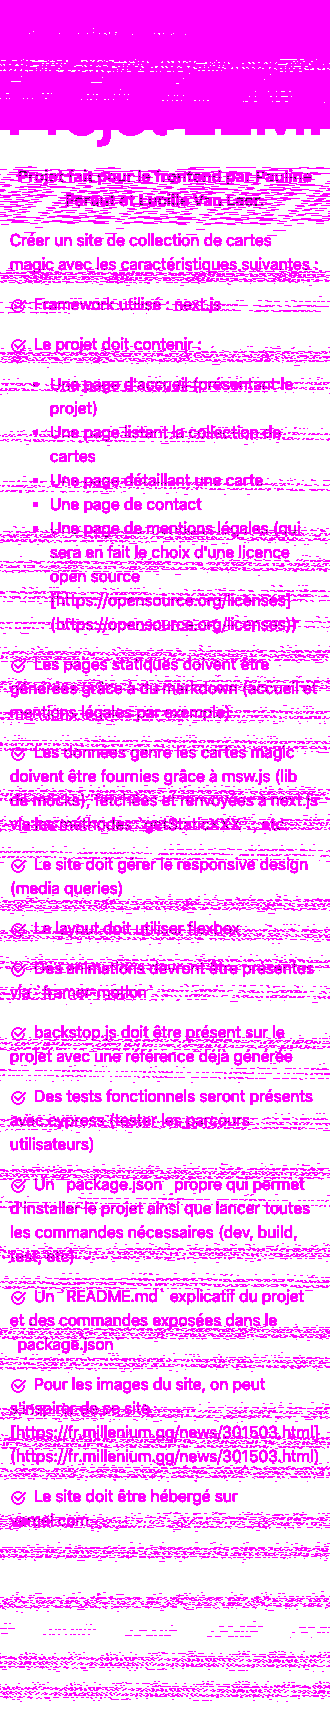 Projet fait pour le frontend par Pauline
Peraut et Lucille Van Laer.
Créer un site de collection de cartes
magic avec les caractéristiques suivantes :
Framework utilisé : next.js
Le projet doit contenir :
Une page d'accueil (présentant le
projet)
Une page listant la collection de
cartes
Une page détaillant une carte
Une page de contact
Une page de mentions légales (qui
sera en fait le choix d'une licence
open source
[https://opensource.org/licenses]
(https://opensource.org/licenses))
Les pages statiques doivent être
générées grâce à du markdown (accueil et
mentions légales par exemple)
Les données genre les cartes magic
doivent être fournies grâce à msw.js (lib
de mocks), fetchées et renvoyées à next.js
via les méthodes `getStaticXXX`, etc.
Le site doit gérer le responsive design
(media queries)
Le layout doit utiliser flexbox
Des animations devront être présentes
via `framer-motion`
backstop.js doit être présent sur le
projet avec une référence déjà générée
Des tests fonctionnels seront présents
avec cypress (tester les parcours
utilisateurs)
Un `package.json` propre qui permet
d'installer le projet ainsi que lancer toutes
les commandes nécessaires (dev, build,
test, etc)
Un `README.md` explicatif du projet
et des commandes exposées dans le
`package.json`
Pour les images du site, on peut
s'inspirer de ce site
[https://fr.millenium.gg/news/301503.html]
(https://fr.millenium.gg/news/301503.html)
Le site doit être hébergé sur
vercel.com